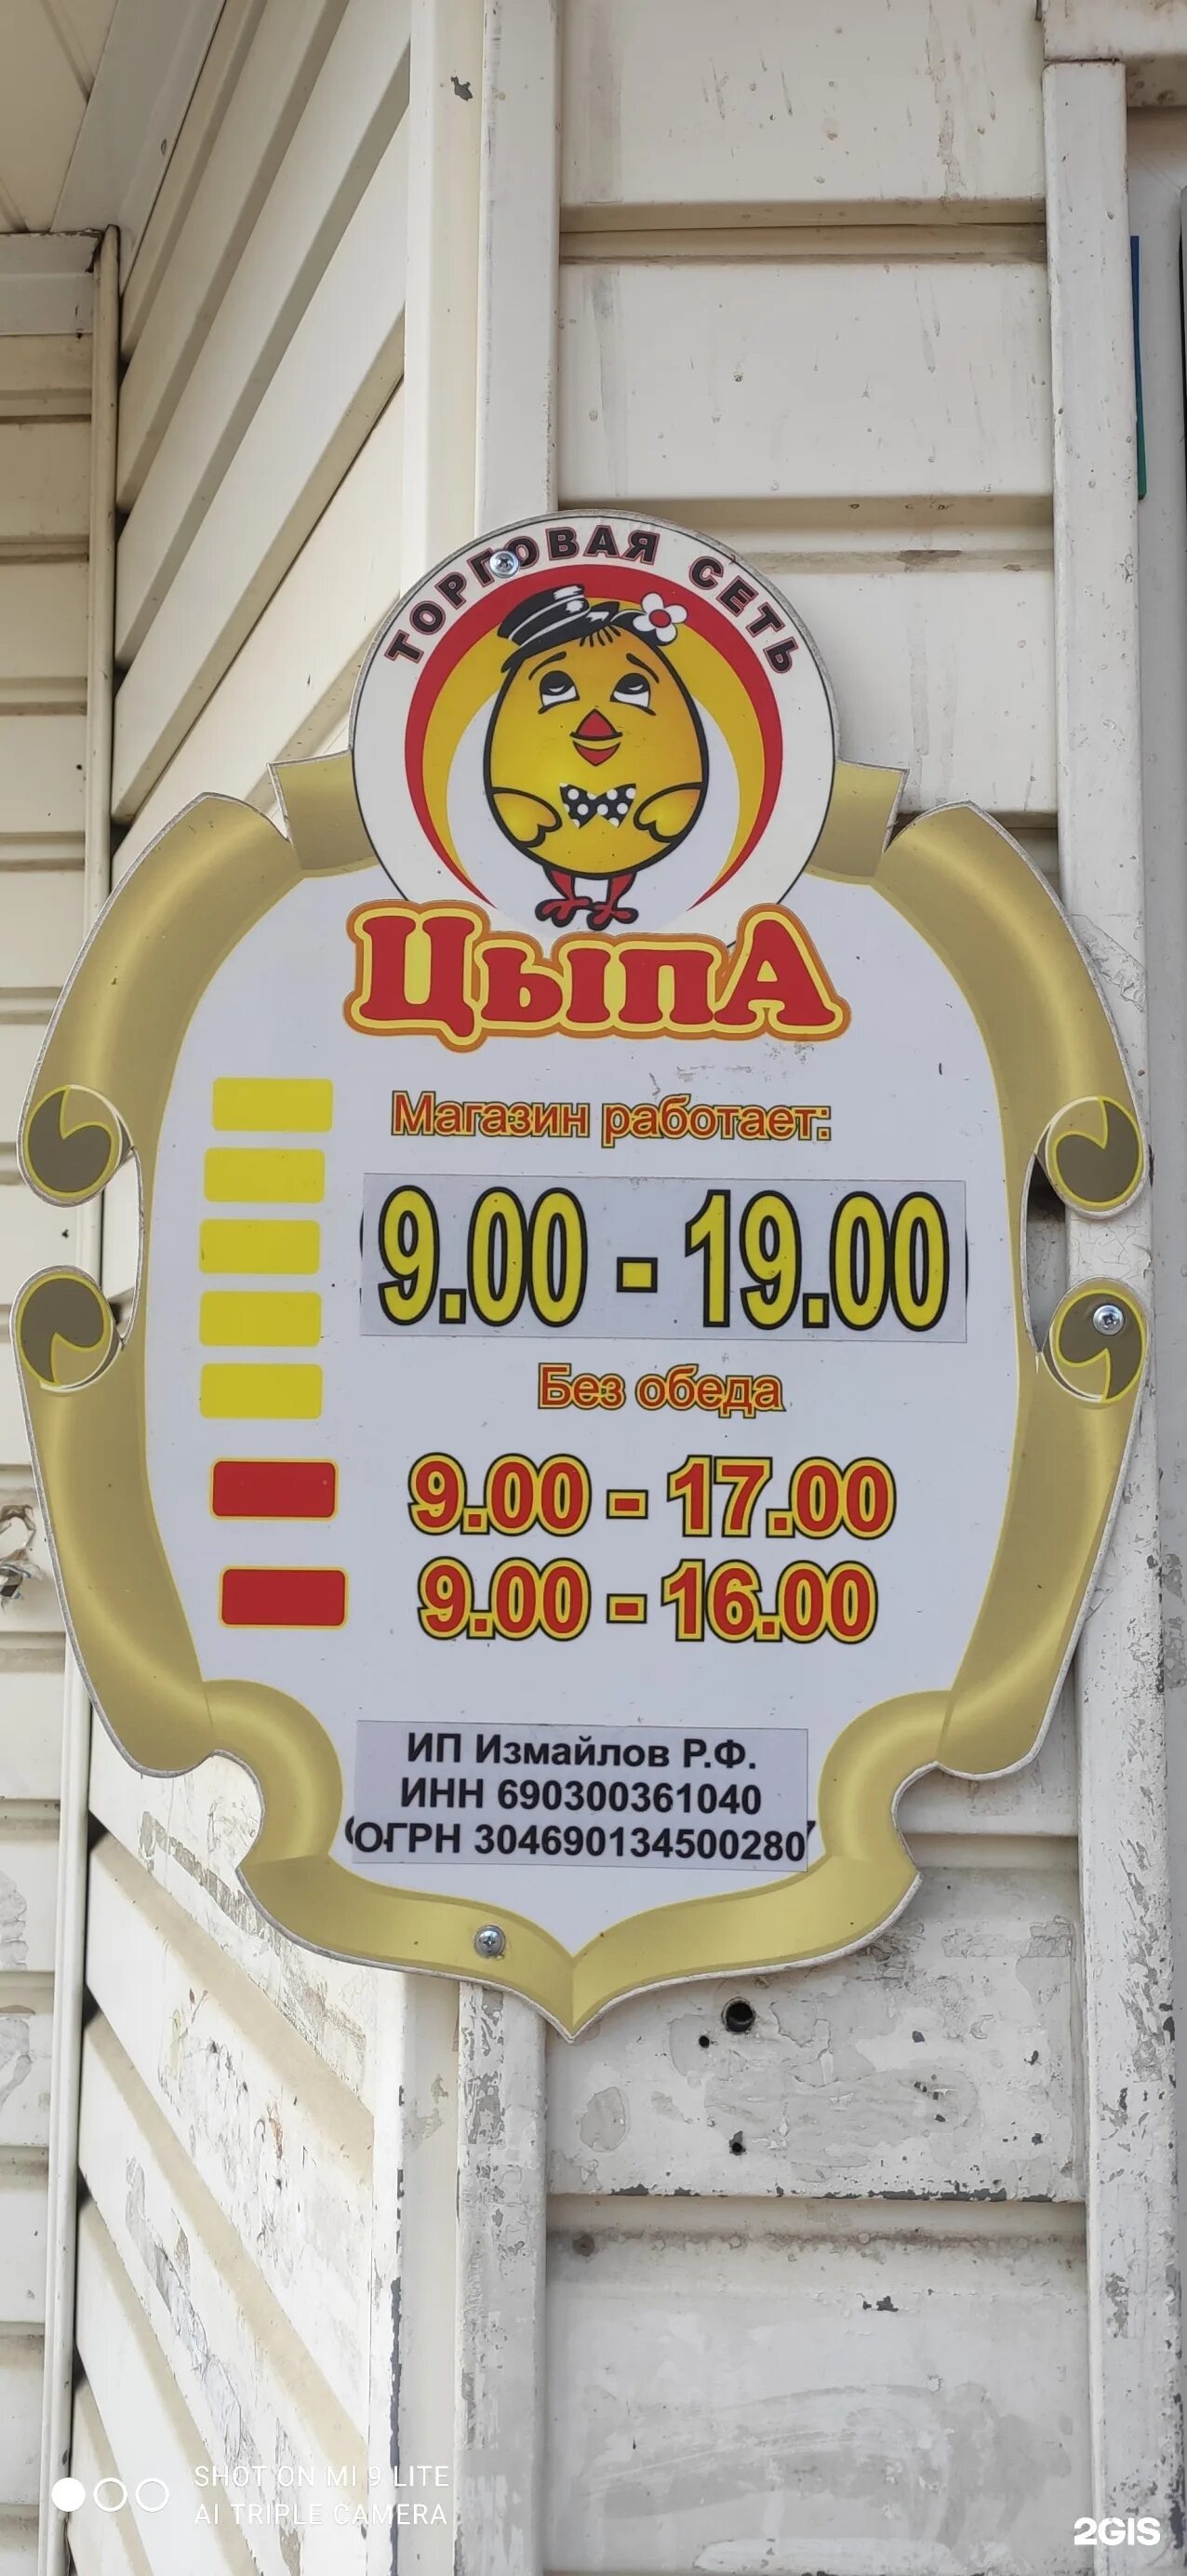 ТОРГОВАЯ СЕТЬ
ЦыпА
Магазин работает:
9.00 - 19.00
Без обеда
9.00 - 17.00
9.00 - 16.00
ИП Измайлов Р.Ф.
ИНН 690300361040
ОГРН 304690134500280
SHOT ON MI 9 LITE
AI TRIPLE CAMERA
2GIS